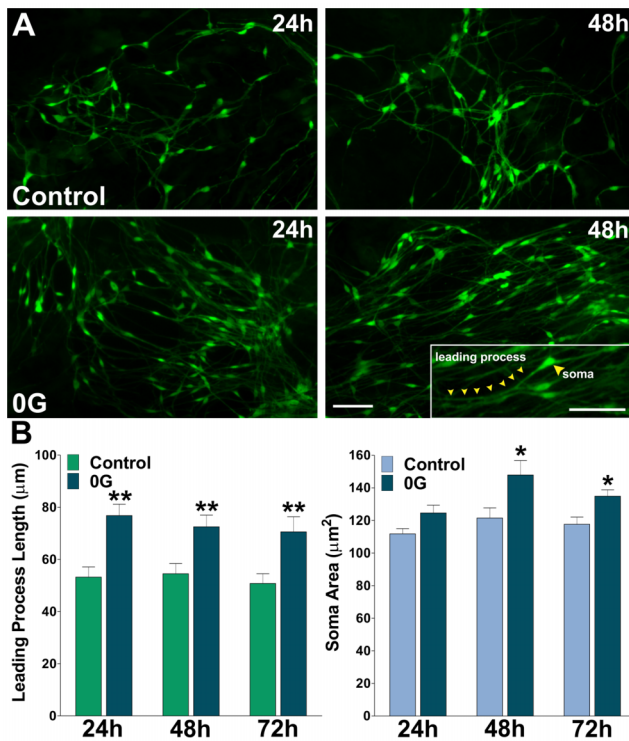 A
24h
48h
Control
24h
48h
leading process
soma
0G
B
Leading Process Length (μm)
100
80
60
40
20
0
Control
0G
**
**
**
24h
48h
72h
Soma Area (μm²)
160
140
120
100
80
60
40
20
0
Control
0G
*
*
24h
48h
72h